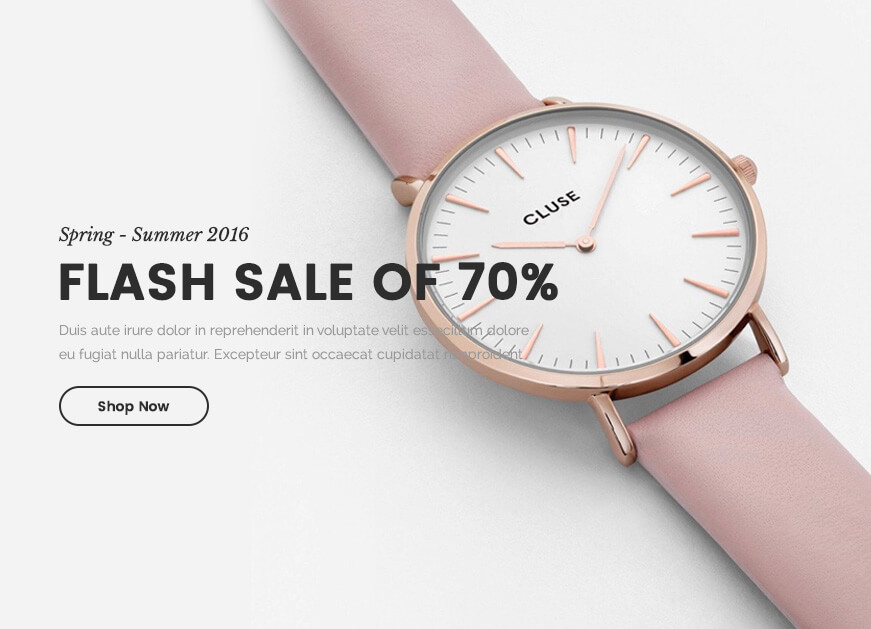 CLUSE
Spring - Summer 2016
FLASH SALE OF 70%
Duis aute irure dolor in reprehenderit in voluptate velit esse cillum dolore
eu fugiat nulla pariatur. Excepteur sint occaecat cupidatat non proident.
Shop Now